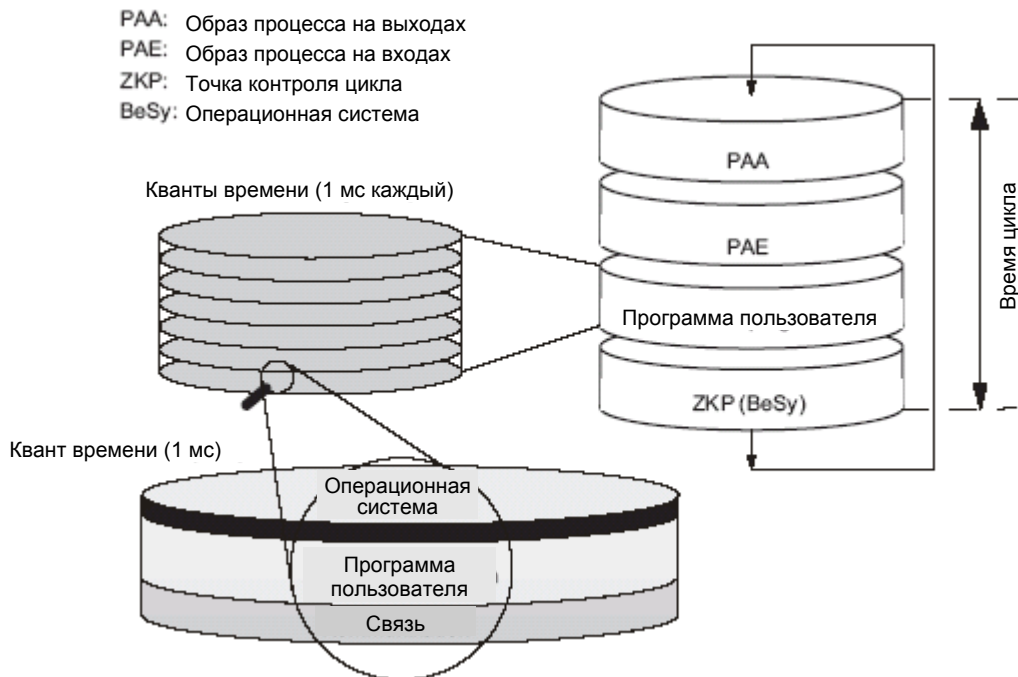 PAA: Образ процесса на выходах
PAE: Образ процесса на входах
ZKP: Точка контроля цикла
BeSy: Операционная система
Кванты времени (1 мс каждый)
PAA
PAE
Программа пользователя
ZKP (BeSy)
Время цикла
Квант времени (1 мс)
Операционная
система
Программа
пользователя
Связь